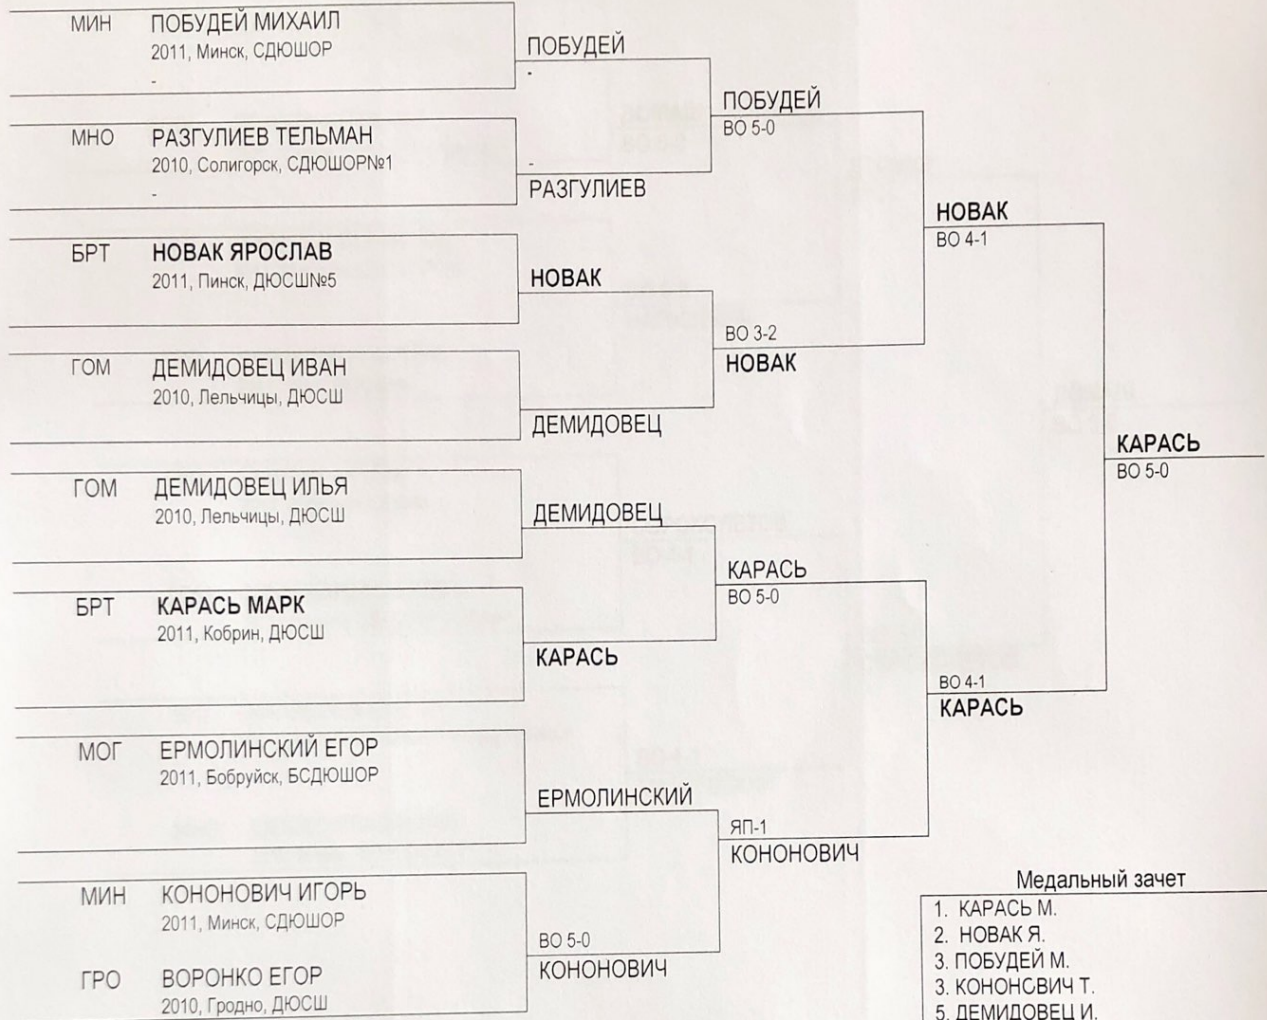 МИН ПОБУДЕЙ МИХАИЛ
2011, Минск, СДЮШОР
-
ПОБУДЕЙ
-
ПОБУДЕЙ
ВО 5-0
МНО РАЗГУЛИЕВ ТЕЛЬМАН
2010, Солигорск, СДЮШОР№1
-
-
РАЗГУЛИЕВ
НОВАК
ВО 4-1
БРТ НОВАК ЯРОСЛАВ
2011, Пинск, ДЮСШ№5
НОВАК
ВО 3-2
НОВАК
ГОМ ДЕМИДОВЕЦ ИВАН
2010, Лельчицы, ДЮСШ
ДЕМИДОВЕЦ
КАРАСЬ
ВО 5-0
ГОМ ДЕМИДОВЕЦ ИЛЬЯ
2010, Лельчицы, ДЮСШ
ДЕМИДОВЕЦ
КАРАСЬ
ВО 5-0
БРТ КАРАСЬ МАРК
2011, Кобрин, ДЮСШ
КАРАСЬ
ВО 4-1
КАРАСЬ
МОГ ЕРМОЛИНСКИЙ ЕГОР
2011, Бобруйск, БСДЮШОР
ЕРМОЛИНСКИЙ
ЯП-1
КОНОНОВИЧ
МИН КОНОНОВИЧ ИГОРЬ
2011, Минск, СДЮШОР
ВО 5-0
КОНОНОВИЧ
ГРО ВОРОНКО ЕГОР
2010, Гродно, ДЮСШ
Медальный зачет
1. КАРАСЬ М.
2. НОВАК Я.
3. ПОБУДЕЙ М.
3. КОНОНОВИЧ Т.
5. ДЕМИДОВЕЦ И.